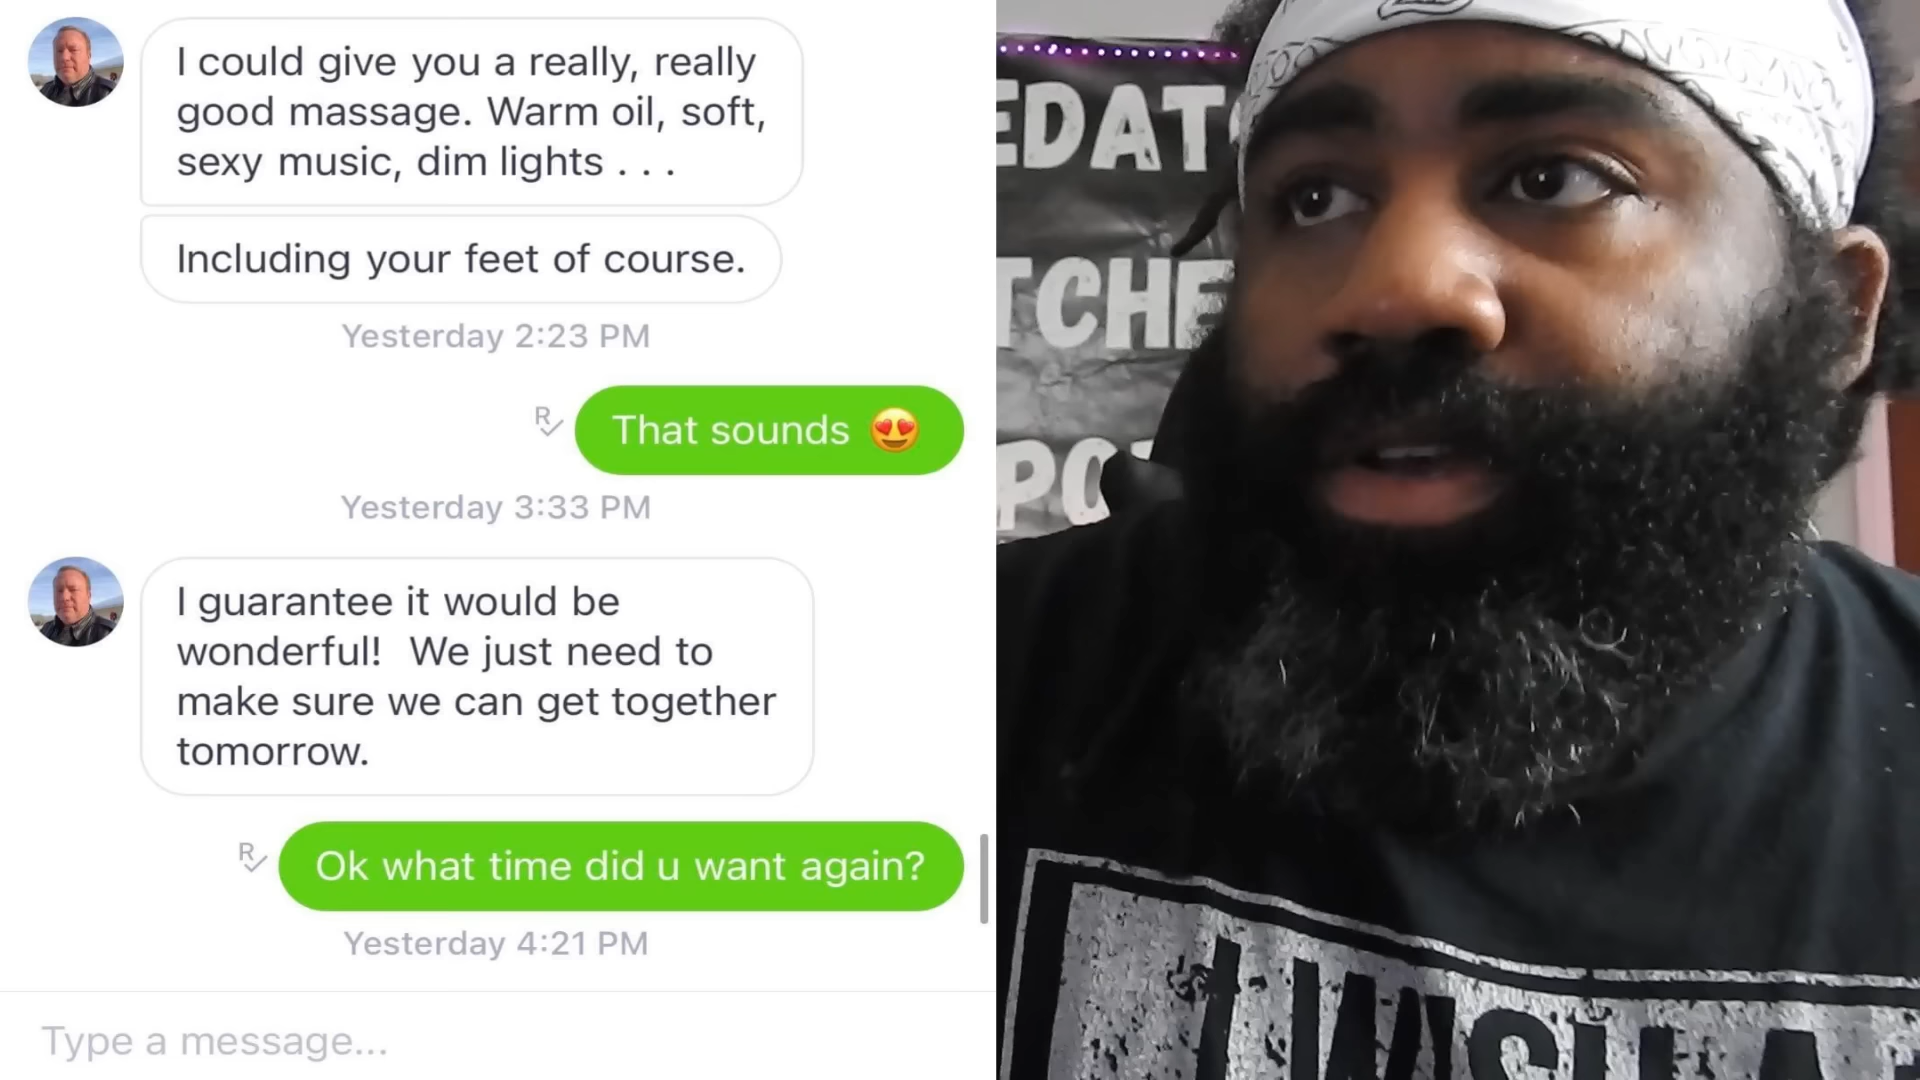 I could give you a really, really
good massage. Warm oil, soft,
sexy music, dim lights . . .
Including your feet of course.
Yesterday 2:23 PM
R
That sounds 😍
Yesterday 3:33 PM
I guarantee it would be
wonderful!  We just need to
make sure we can get together
tomorrow.
R
Ok what time did u want again?
Yesterday 4:21 PM
Type a message...
EDAT
TCHE
PO
I WISH A